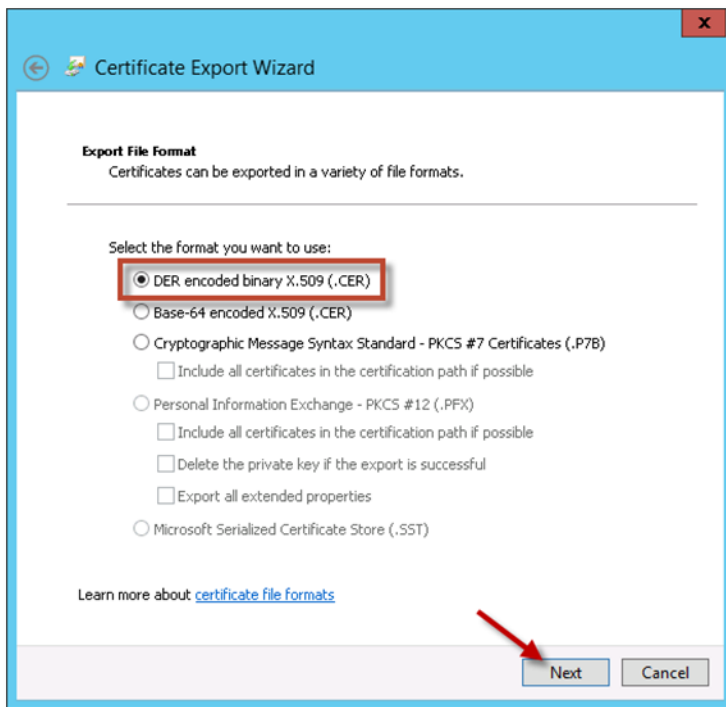 x
Certificate Export Wizard
Export File Format
Certificates can be exported in a variety of file formats.
Select the format you want to use:
DER encoded binary X.509 (.CER)
Base-64 encoded X.509 (.CER)
Cryptographic Message Syntax Standard - PKCS #7 Certificates (.P7B)
Include all certificates in the certification path if possible
Personal Information Exchange - PKCS #12 (.PFX)
Include all certificates in the certification path if possible
Delete the private key if the export is successful
Export all extended properties
Microsoft Serialized Certificate Store (.SST)
Learn more about certificate file formats
Next Cancel